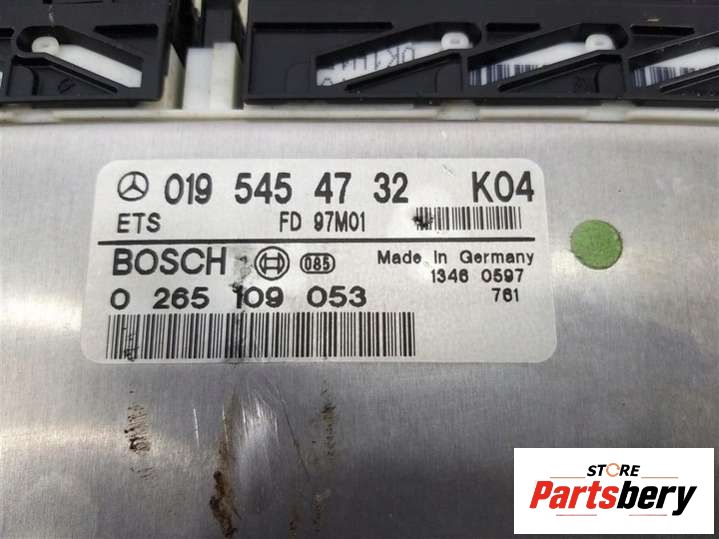 019 545 47 32 K04
ETS FD 97M01
BOSCH 085 Made In Germany
1346 0597
0 265 109 053 761
STORE
Partsbery